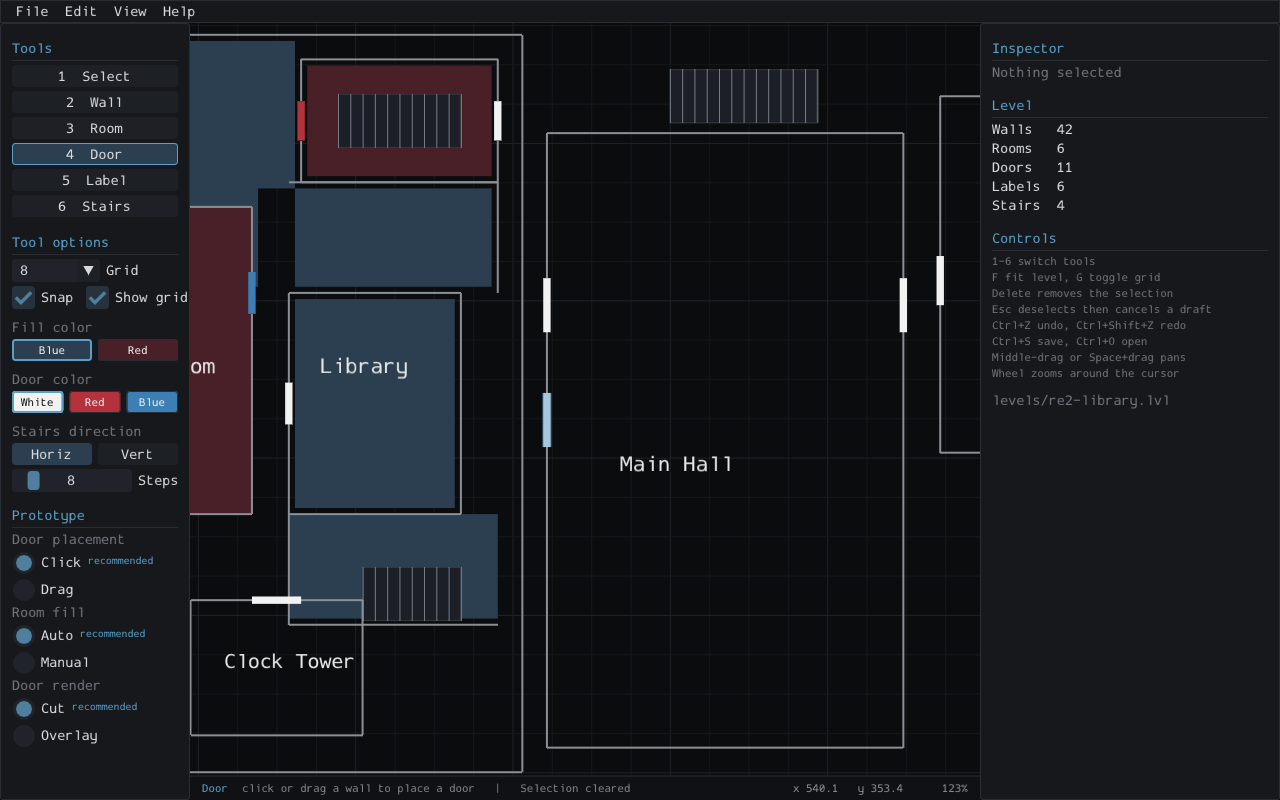 File Edit View Help
Tools
1 Select
2 Wall
3 Room
4 Door
5 Label
6 Stairs
Tool options
8 ▼ Grid
Snap Show grid
Fill color
Blue Red
Door color
White Red Blue
Stairs direction
Horiz Vert
8 Steps
Prototype
Door placement
Click recommended
Drag
Room fill
Auto recommended
Manual
Door render
Cut recommended
Overlay
om
Library
Main Hall
Clock Tower
Door click or drag a wall to place a door | Selection cleared
x 540.1 y 353.4 123%
Inspector
Nothing selected
Level
Walls 42
Rooms 6
Doors 11
Labels 6
Stairs 4
Controls
1-6 switch tools
F fit level, G toggle grid
Delete removes the selection
Esc deselects then cancels a draft
Ctrl+Z undo, Ctrl+Shift+Z redo
Ctrl+S save, Ctrl+O open
Middle-drag or Space+drag pans
Wheel zooms around the cursor
levels/re2-library.lvl